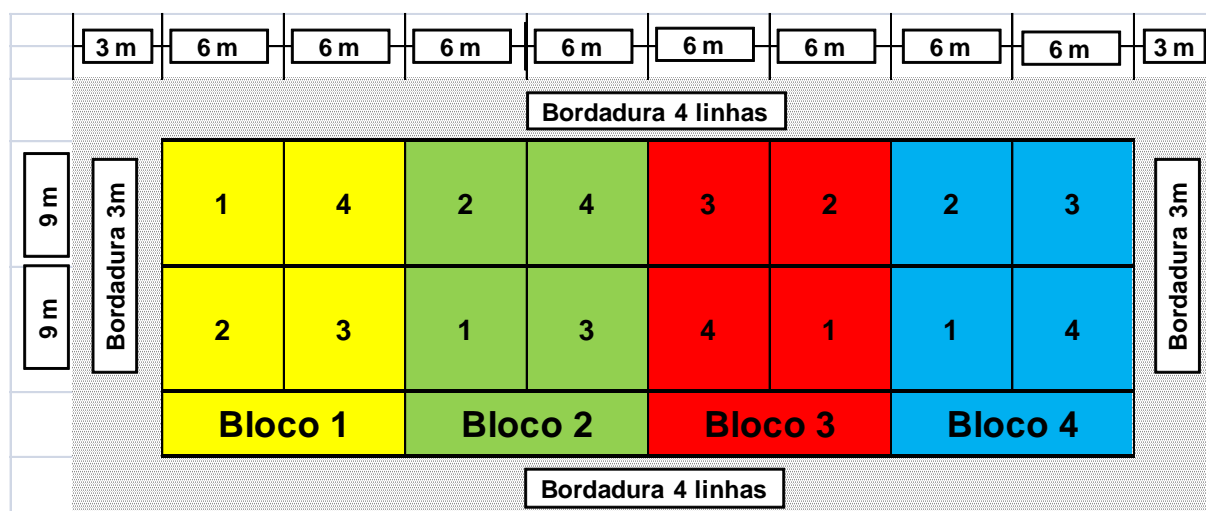 3 m 6 m 6 m 6 m 6 m 6 m 6 m 6 m 6 m 3 m
Bordadura 4 linhas
9 m
9 m
Bordadura 3m
1 4 2 4 3 2 2 3
2 3 1 3 4 1 1 4
Bordadura 3m
Bloco 1 Bloco 2 Bloco 3 Bloco 4
Bordadura 4 linhas